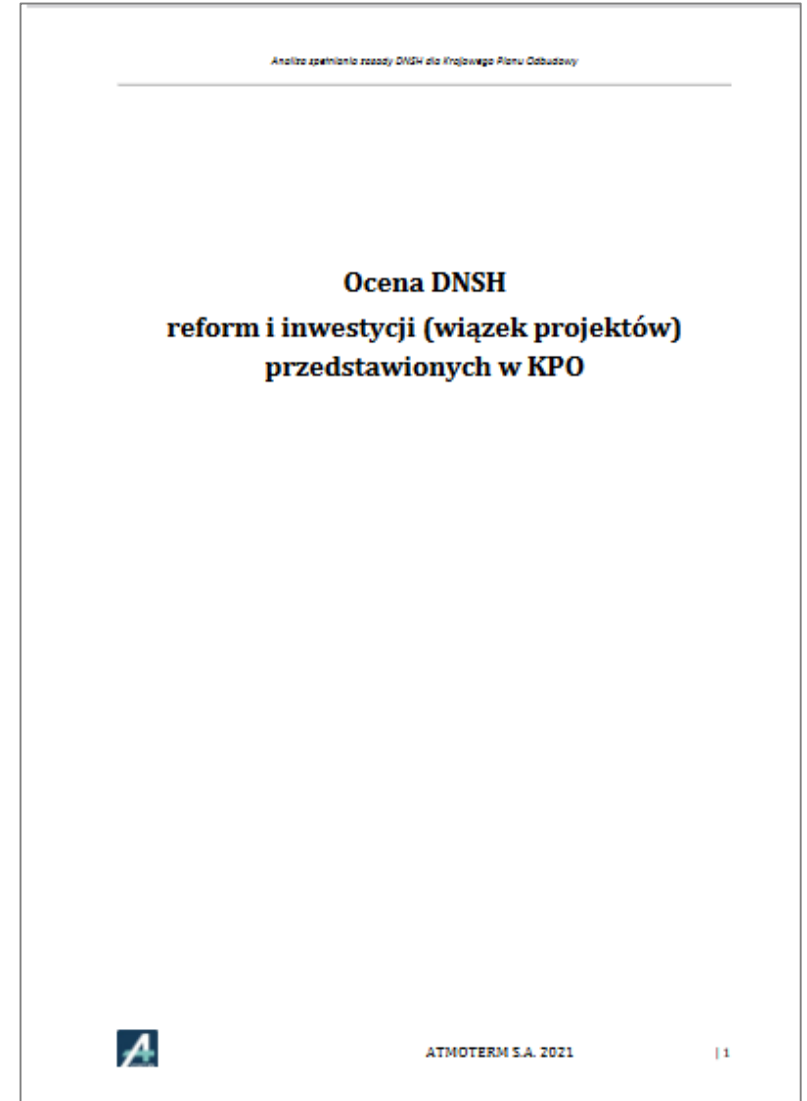 Analiza spełniania zasady DNSH dla Krajowego Planu Odbudowy
Ocena DNSH
reform i inwestycji (wiązek projektów)
przedstawionych w KPO
ATMOTERM S.A. 2021 | 1